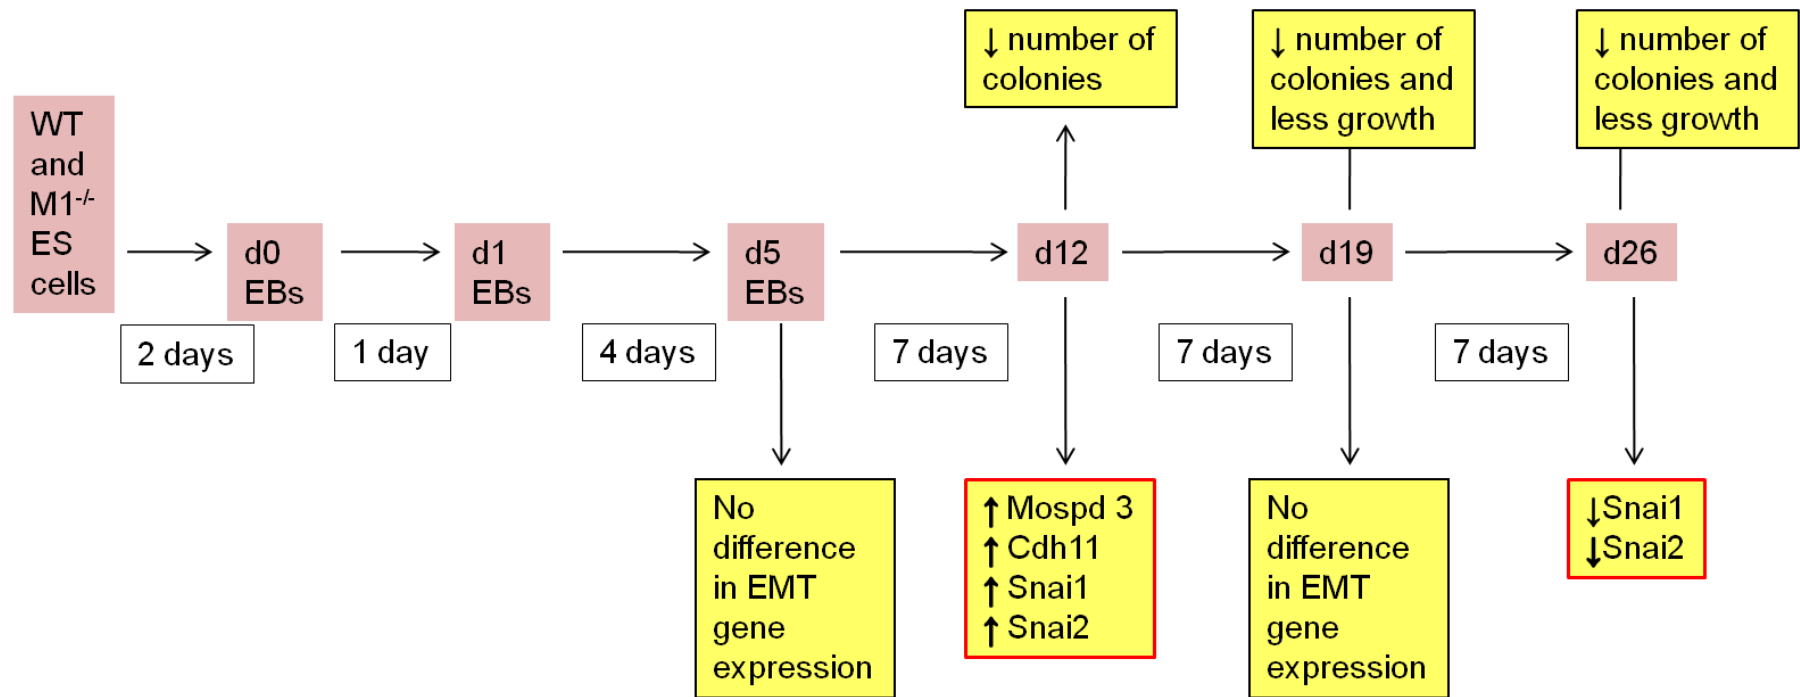 ↓ number of
colonies
↓ number of
colonies and
less growth
↓ number of
colonies and
less growth
WT
and
M1-/-
ES
cells
d0
EBs
d1
EBs
d5
EBs
d12
d19
d26
2 days
1 day
4 days
7 days
7 days
7 days
No
difference
in EMT
gene
expression
↑ Mospd 3
↑ Cdh11
↑ Snai1
↑ Snai2
No
difference
in EMT
gene
expression
↓Snai1
↓Snai2